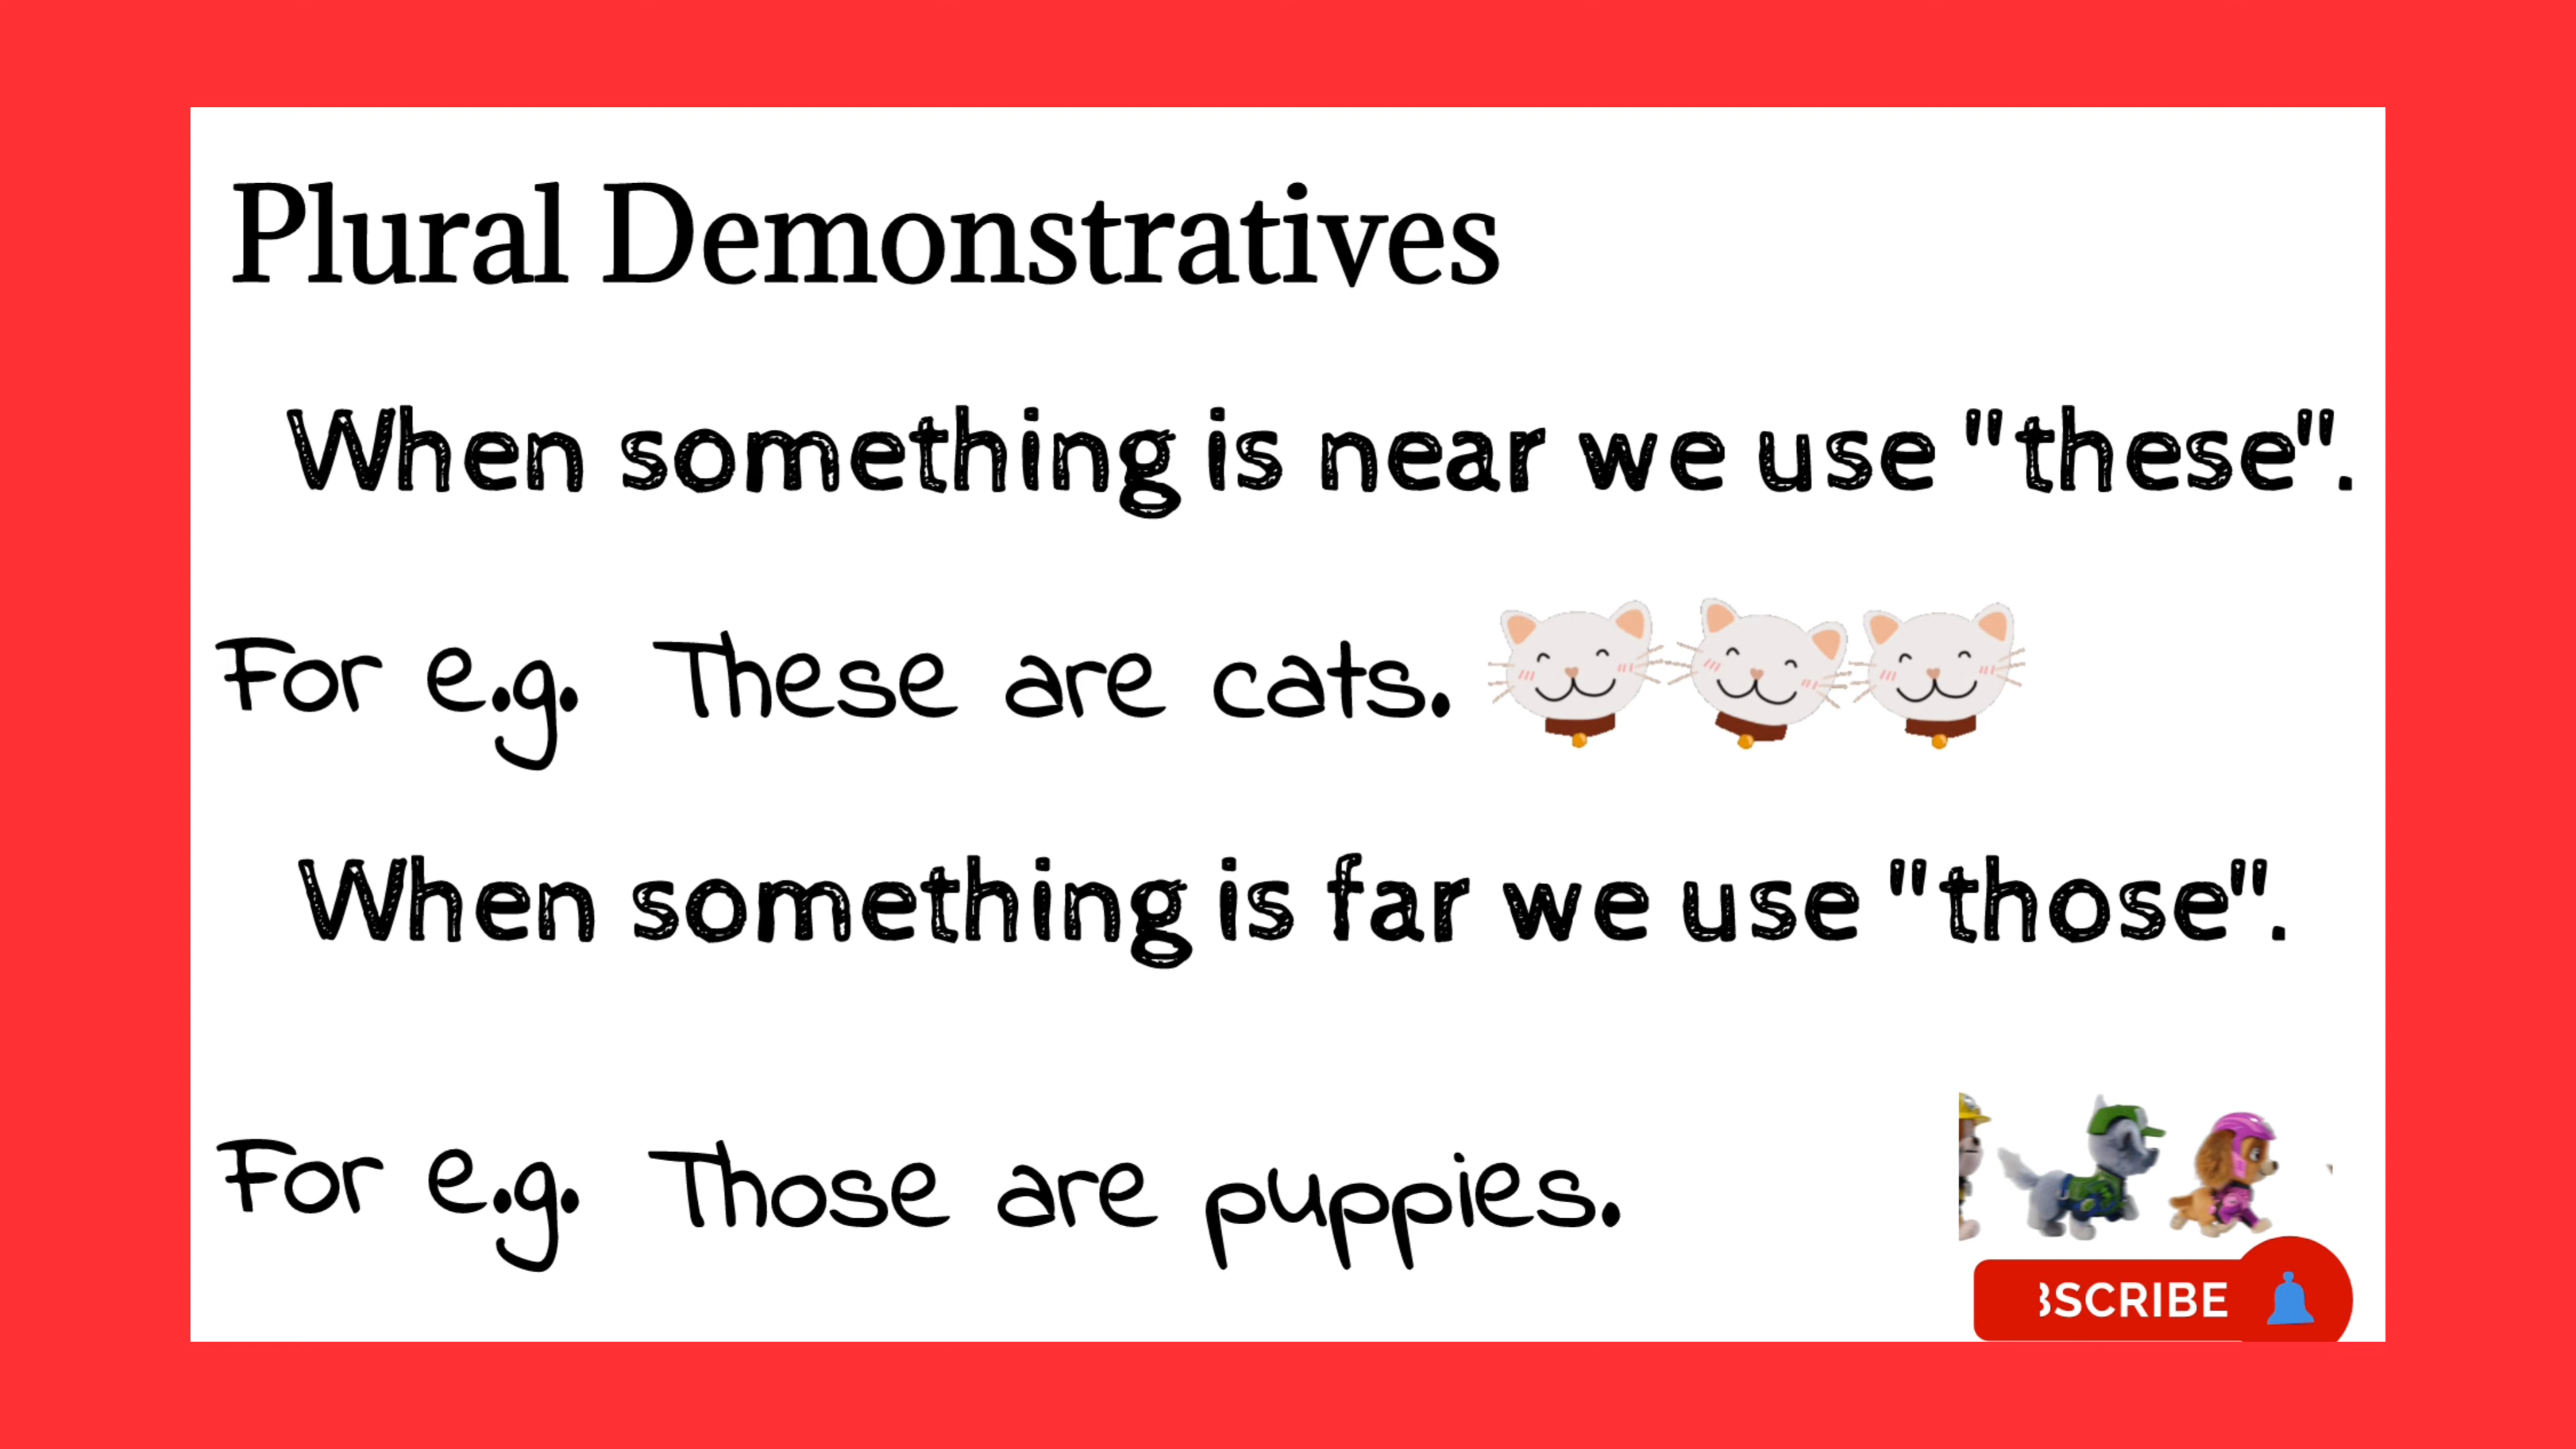 Plural Demonstratives
When something is near we use "these".
For e.g. These are cats.
When something is far we use "those".
For e.g. Those are puppies.